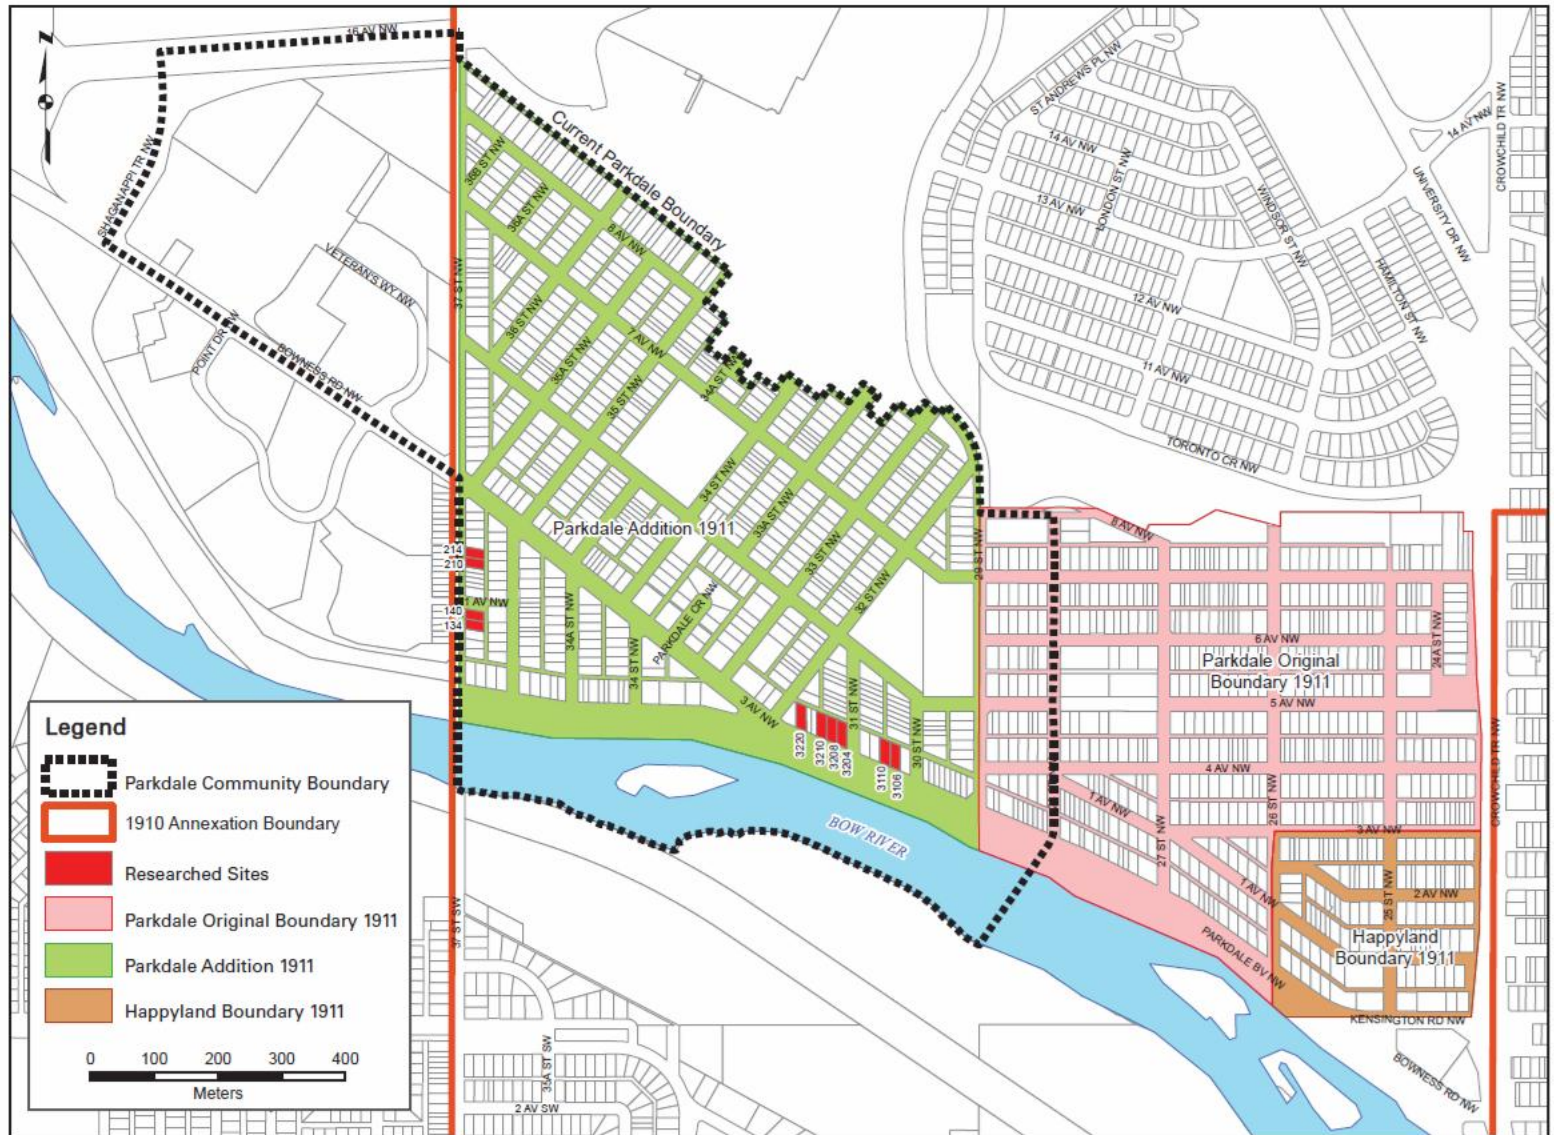 N
16 AV NW
SHAGANAPPI TR NW
Current Parkdale Boundary
36B ST NW
36A ST NW
8 AV NW
37 ST NW
VETERAN'S WY NW
36 ST NW
7 AV NW
POINT DR NW
BOWNESS RD NW
35A ST NW
35 ST NW
34A ST NW
ST ANDREWS PL NW
14 AV NW
LONDON ST NW
13 AV NW
WINDSOR ST NW
12 AV NW
HAMILTON ST NW
11 AV NW
TORONTO CR NW
UNIVERSITY DR NW
14 AV NW
CROWCHILD TR NW
34 ST NW
33A ST NW
Parkdale Addition 1911
33 ST NW
32 ST NW
29 ST NW
8 AV NW
214
210
1 AV NW
140
134
34A ST NW
34 ST NW
PARKDALE CR NW
3 AV NW
31 ST NW
30 ST NW
3220
3210
3208
3204
3110
3106
6 AV NW
24A ST NW
Parkdale Original
Boundary 1911
5 AV NW
4 AV NW
1 AV NW
26 ST NW
27 ST NW
3 AV NW
CROWCHILD TR NW
1 AV NW
25 ST NW
2 AV NW
Happyland
Boundary 1911
PARKDALE BV NW
KENSINGTON RD NW
BOWNESS RD NW
BOW RIVER
37 ST SW
35A ST SW
2 AV SW
Legend
Parkdale Community Boundary
1910 Annexation Boundary
Researched Sites
Parkdale Original Boundary 1911
Parkdale Addition 1911
Happyland Boundary 1911
0 100 200 300 400
Meters